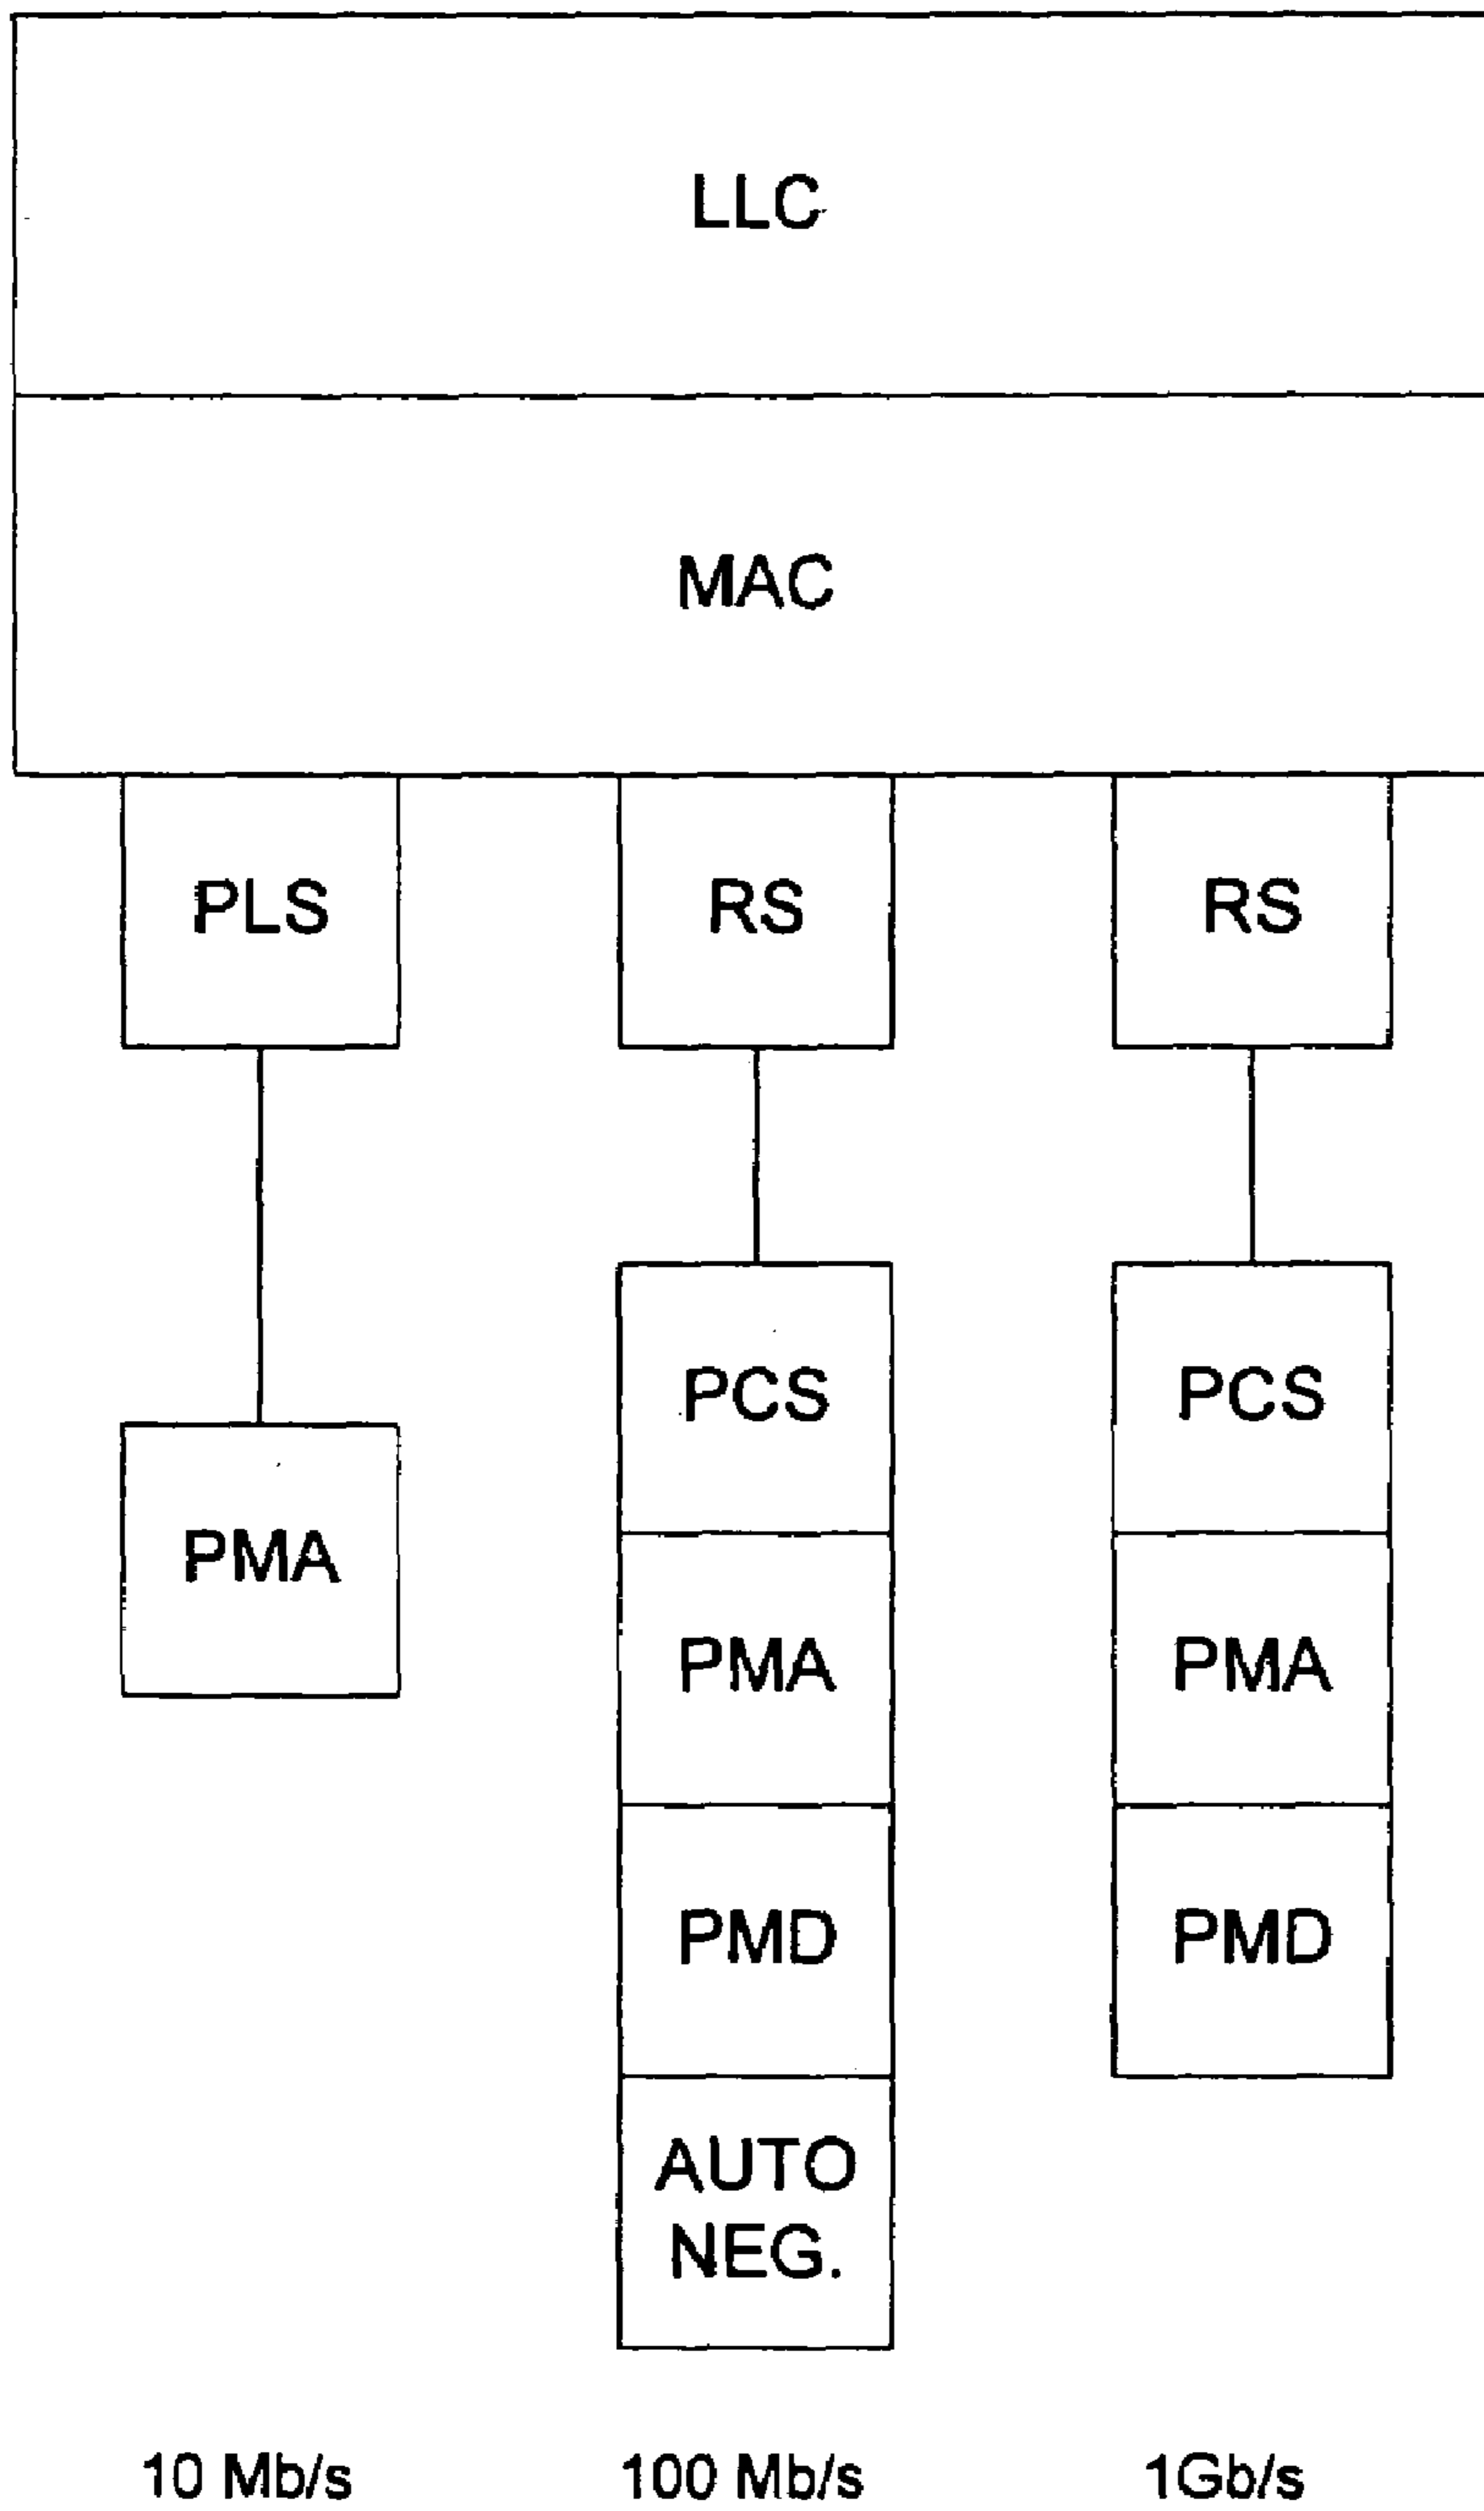 LLC
MAC
PLS
RS
RS
PCS
PCS
PMA
PMA
PMA
PMD
PMD
AUTO
NEG.
10 Mb/s
100 Mb/s
1Gb/s